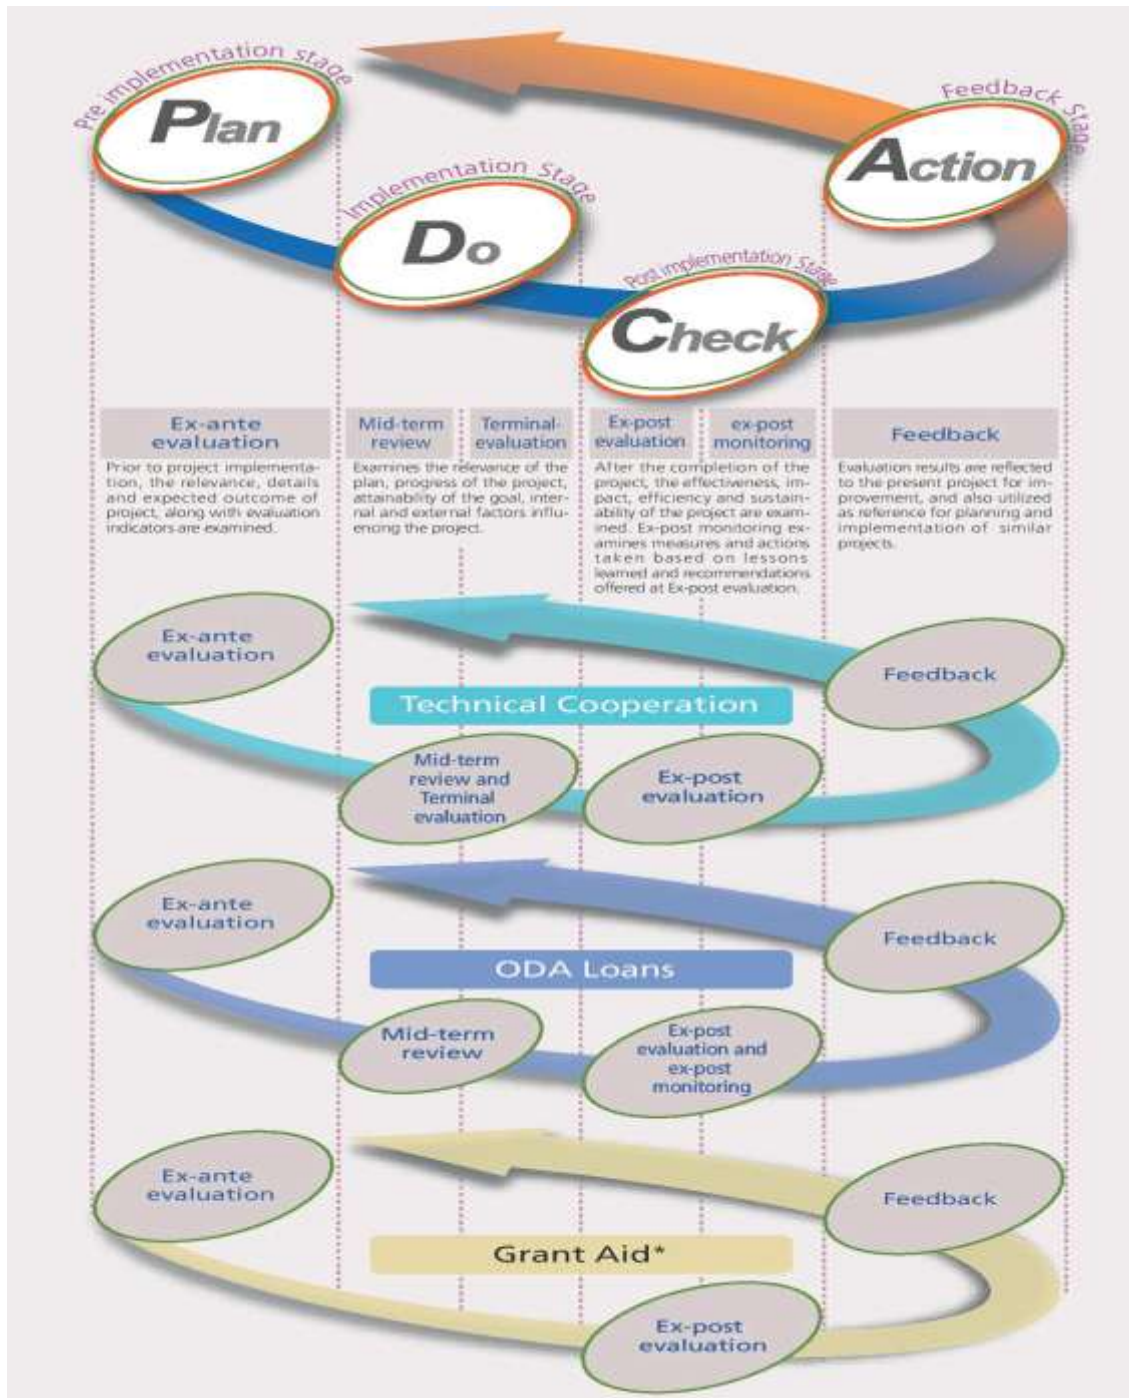 Pre implementation stage
Plan
Implementation Stage
Do
Post implementation Stage
Check
Feedback Stage
Action
Ex-ante
evaluation
Prior to project implementa-
tion, the relevance, details
and expected outcome of
project, along with evaluation
indicators are examined.
Mid-term
review
Terminal-
evaluation
Examines the relevance of the
plan, progress of the project,
attainability of the goal, inter-
nal and external factors influ-
encing the project.
Ex-post
evaluation
ex-post
monitoring
After the completion of the
project, the effectiveness, im-
pact, efficiency and sustain-
ability of the project are exam-
ined. Ex-post monitoring ex-
amines measures and actions
taken based on lessons
learned and recommendations
offered at Ex-post evaluation.
Feedback
Evaluation results are reflected
to the present project for im-
provement, and also utilized
as reference for planning and
implementation of similar
projects.
Ex-ante
evaluation
Feedback
Technical Cooperation
Mid-term
review and
Terminal
evaluation
Ex-post
evaluation
Ex-ante
evaluation
Feedback
ODA Loans
Mid-term
review
Ex-post
evaluation and
ex-post
monitoring
Ex-ante
evaluation
Feedback
Grant Aid*
Ex-post
evaluation